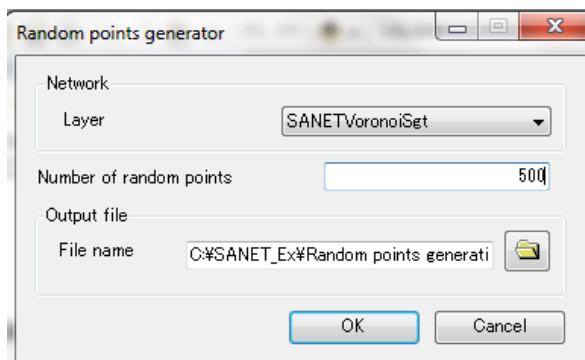 Random points generator
Network
Layer
SANETVoronoiSgt
Number of random points
500
Output file
File name
C:¥SANET_Ex¥Random points generati
OK
Cancel